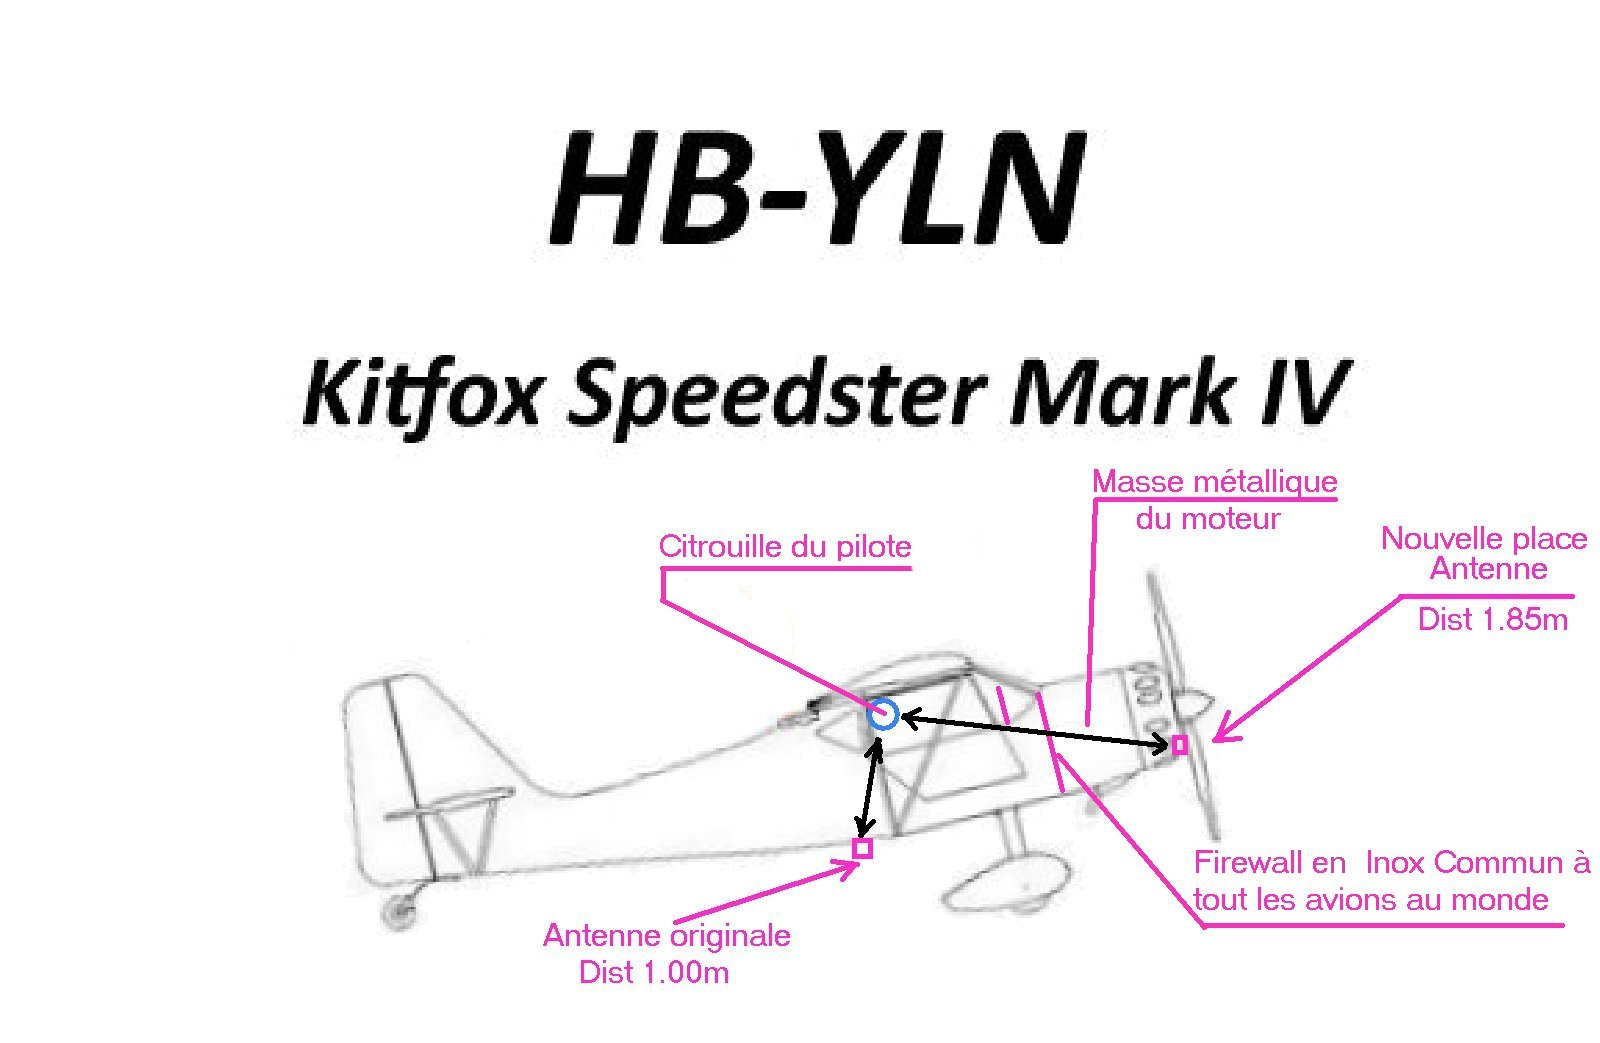 HB-YLN
Kitfox Speedster Mark IV
Masse métallique
du moteur
Citrouille du pilote
Nouvelle place
Antenne
Dist 1.85m
Firewall en Inox Commun à
tout les avions au monde
Antenne originale
Dist 1.00m